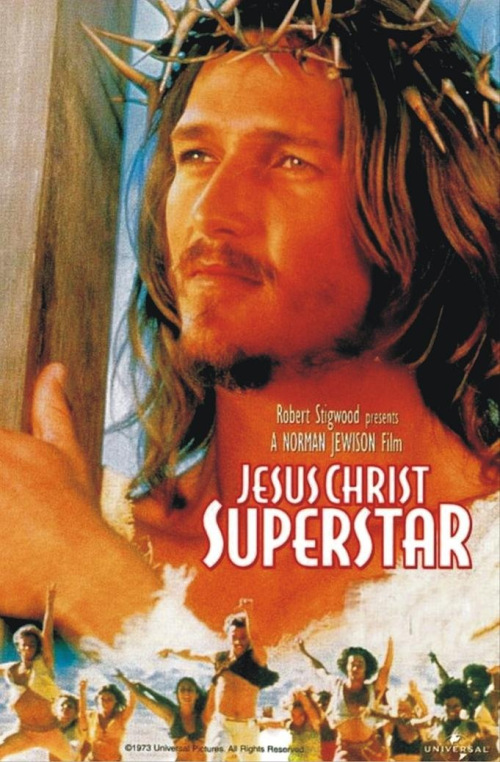 Robert Stigwood presents
A NORMAN JEWISON Film
JESUS CHRIST
SUPERSTAR
©1973 Universal Pictures. All Rights Reserved.
UNIVERSAL